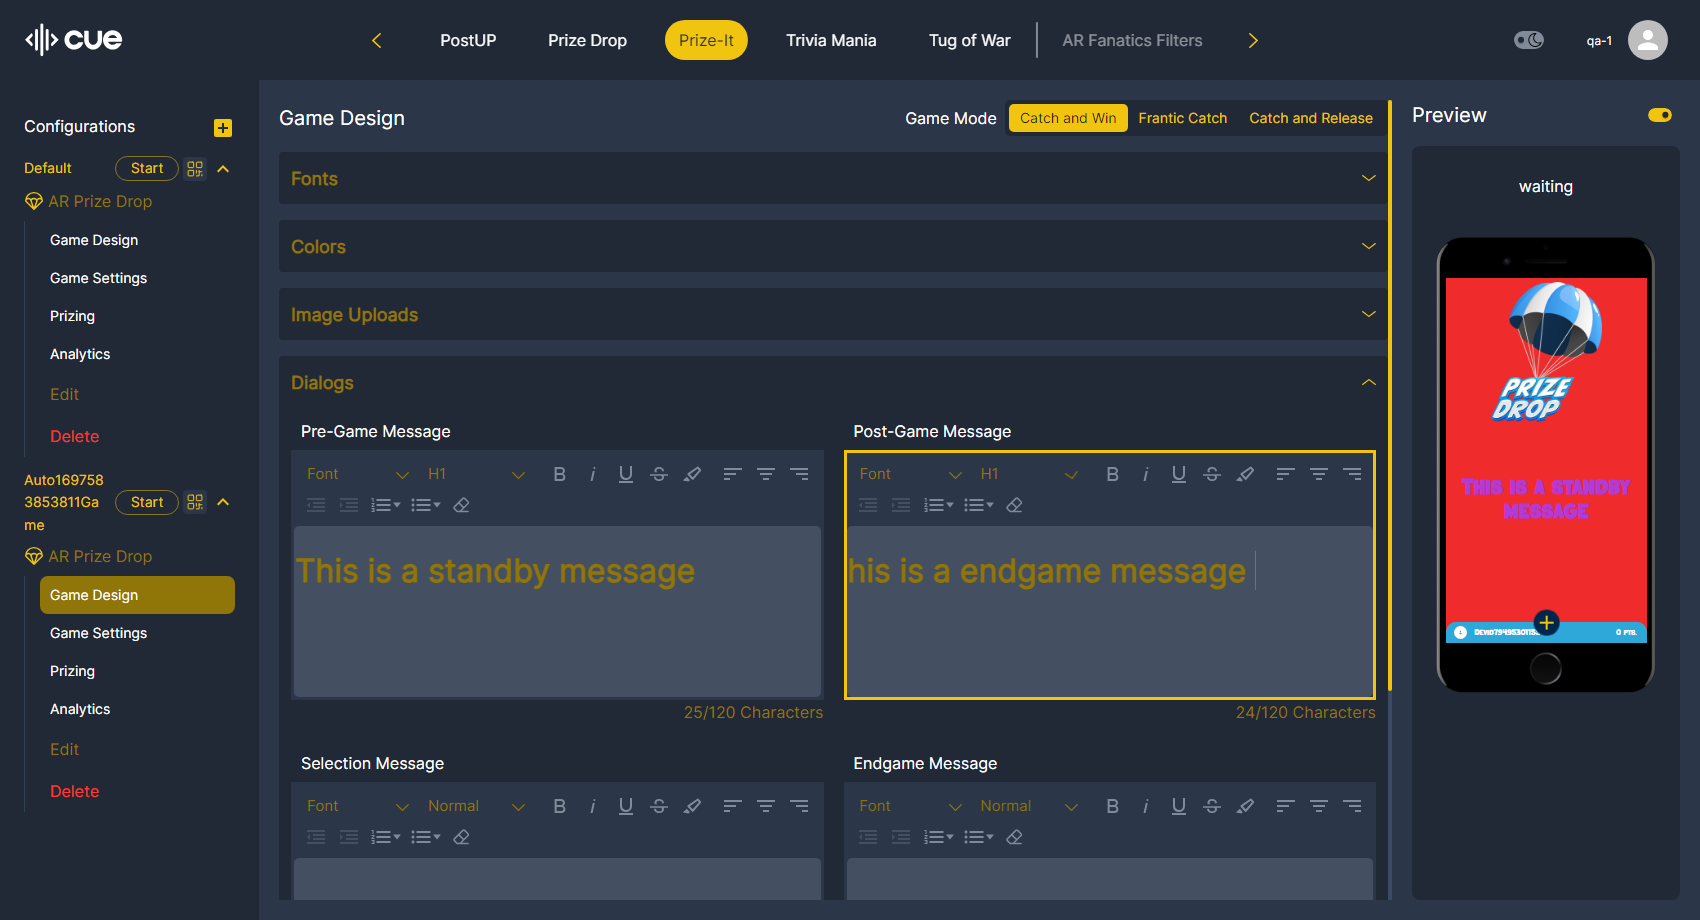 cue
PostUP
Prize Drop
Prize-It
Trivia Mania
Tug of War
AR Fanatics Filters
qa-1
Configurations
Default
Start
AR Prize Drop
Game Design
Game Settings
Prizing
Analytics
Edit
Delete
Auto169758
3853811Ga
me
Start
AR Prize Drop
Game Design
Game Settings
Prizing
Analytics
Edit
Delete
Game Design
Game Mode
Catch and Win
Frantic Catch
Catch and Release
Fonts
Colors
Image Uploads
Dialogs
Pre-Game Message
Font
H1
This is a standby message
25/120 Characters
Post-Game Message
Font
H1
his is a endgame message
24/120 Characters
Selection Message
Font
Normal
Endgame Message
Font
Normal
Preview
waiting
PRIZE
DROP
THIS IS A STANDBY
MESSAGE
0 PTS.